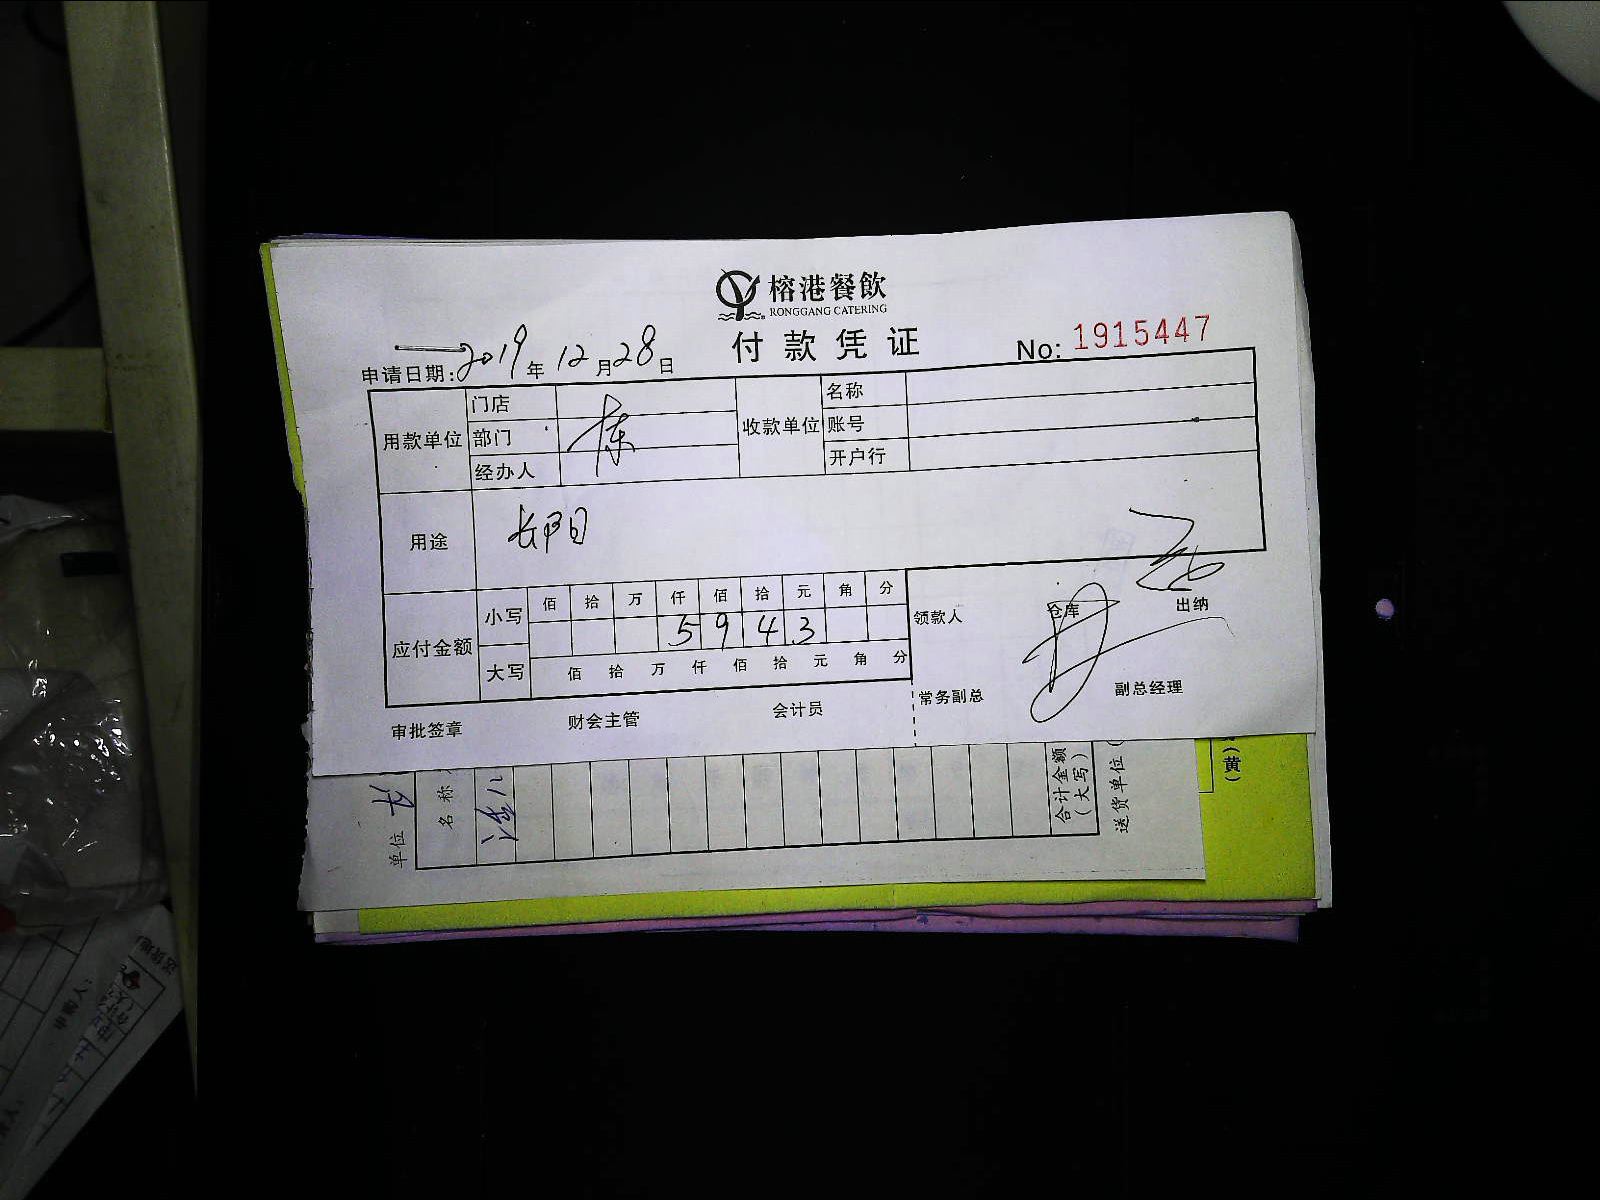 榕港餐飲
RONGGANG CATERING
付款凭证
No: 1915447
申请日期: 2019年12月28日
用款单位
门店
部门
经办人
收款单位
名称
账号
开户行
用途
长阳
应付金额
小写
佰 拾 万 仟 佰 拾 元 角 分
5 9 4 3
大写
佰 拾 万 仟 佰 拾 元 角 分
领款人
仓库
出纳
常务副总
副总经理
审批签章
财会主管
会计员
单位
名称
合计金额
(大写)
送货单位(
黄)